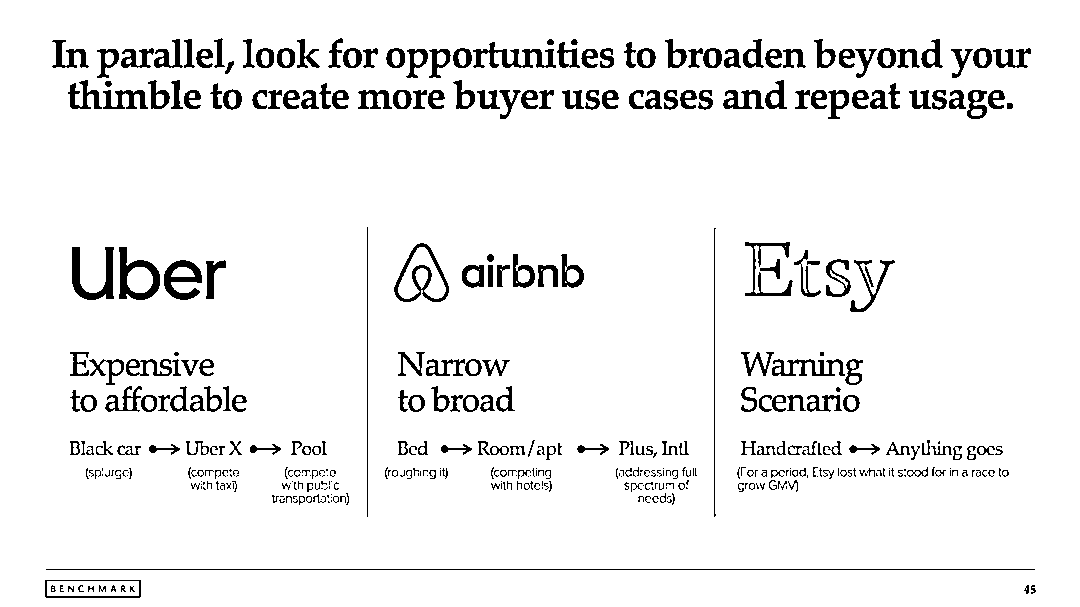 In parallel, look for opportunities to broaden beyond your
thimble to create more buyer use cases and repeat usage.
Uber
Expensive
to affordable
Black car Uber X Pool
(splurge) (compete (compete
with taxi) with public
transportation)
airbnb
Narrow
to broad
Bed Room/apt Plus, Intl
(roughing it) (competing (addressing full
with hotels) spectrum of
needs)
Etsy
Warning
Scenario
Handcrafted Anything goes
(For a period, Etsy lost what it stood for in a race to
grow GMV)
BENCHMARK
45